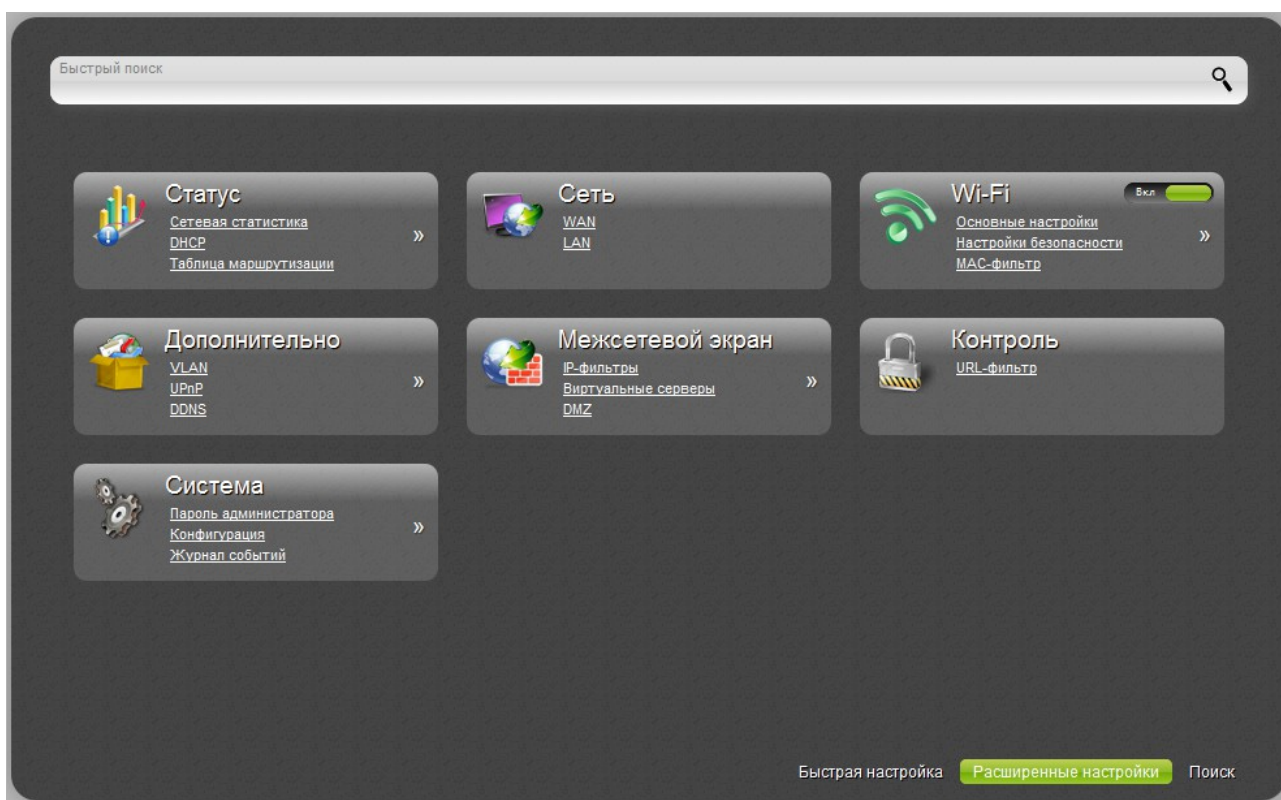 Быстрый поиск
Статус
Сетевая статистика
DHCP
Таблица маршрутизации
»
Сеть
WAN
LAN
Wi-Fi
Вкл
Основные настройки
Настройки безопасности
MAC-фильтр
»
Дополнительно
VLAN
UPnP
DDNS
»
Межсетевой экран
IP-фильтры
Виртуальные серверы
DMZ
»
Контроль
URL-фильтр
Система
Пароль администратора
Конфигурация
Журнал событий
»
Быстрая настройка Расширенные настройки Поиск